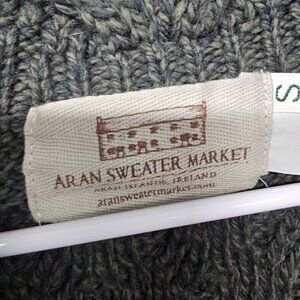 ARAN SWEATER MARKET
ARAN ISLANDS, IRELAND
aransweatermarket.com
S